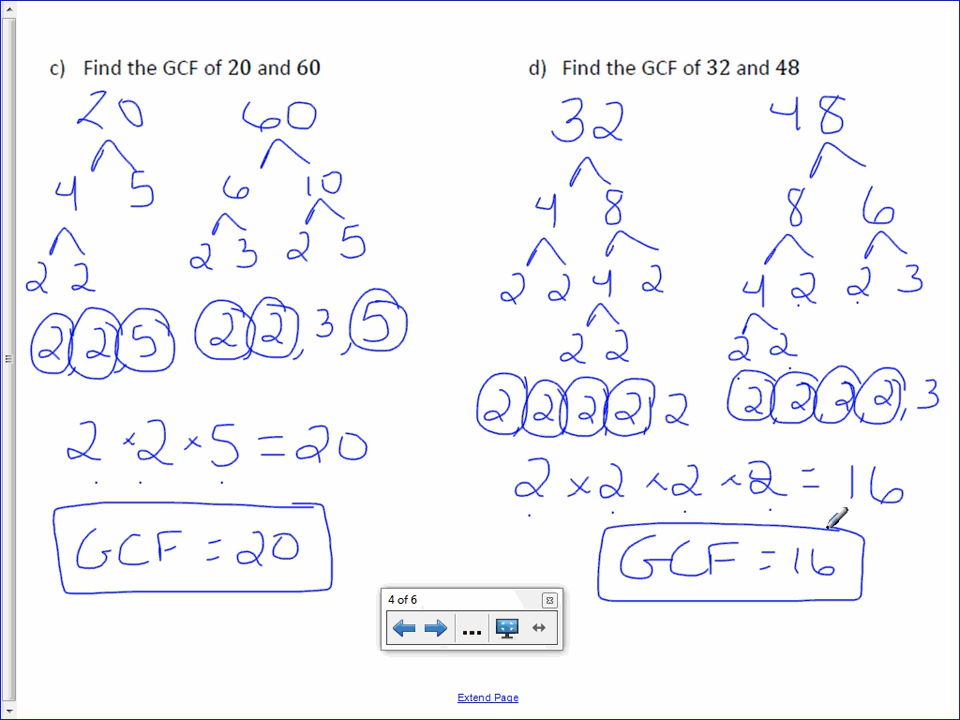 c) Find the GCF of 20 and 60
20 60
4 5 6 10
2 2 2 3 2 5
2, 2, 5 2, 2, 3, 5
2 × 2 × 5 = 20
GCF = 20
d) Find the GCF of 32 and 48
32 48
4 8 8 6
2 2 4 2 4 2 2 3
2 2 2 2
2, 2, 2, 2, 2 2, 2, 2, 2, 3
2 × 2 × 2 × 2 = 16
GCF = 16
4 of 6
...
Extend Page